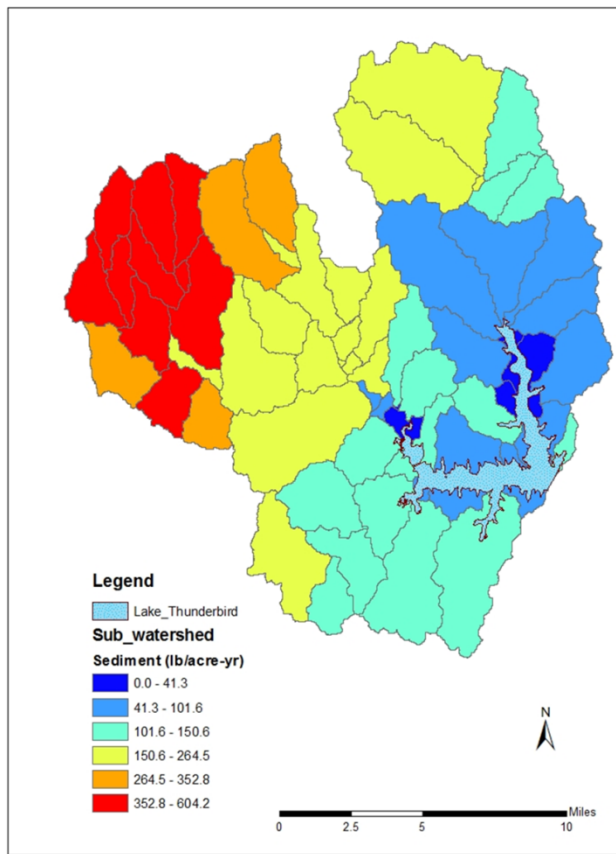 Legend
Lake_Thunderbird
Sub_watershed
Sediment (lb/acre-yr)
0.0 - 41.3
41.3 - 101.6
101.6 - 150.6
150.6 - 264.5
264.5 - 352.8
352.8 - 604.2
N
Miles
0 2.5 5 10